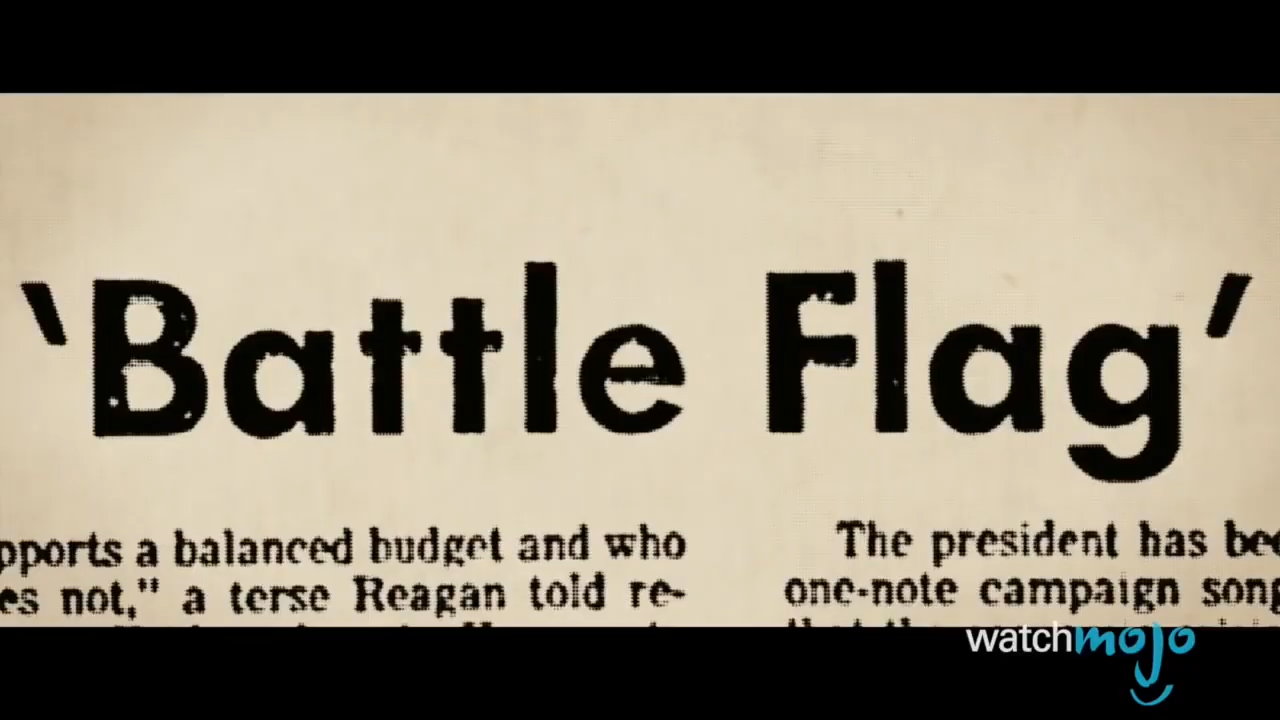 'Battle Flag'
pports a balanced budget and who
es not," a terse Reagan told re-
The president has bee
one-note campaign song
watchmojo